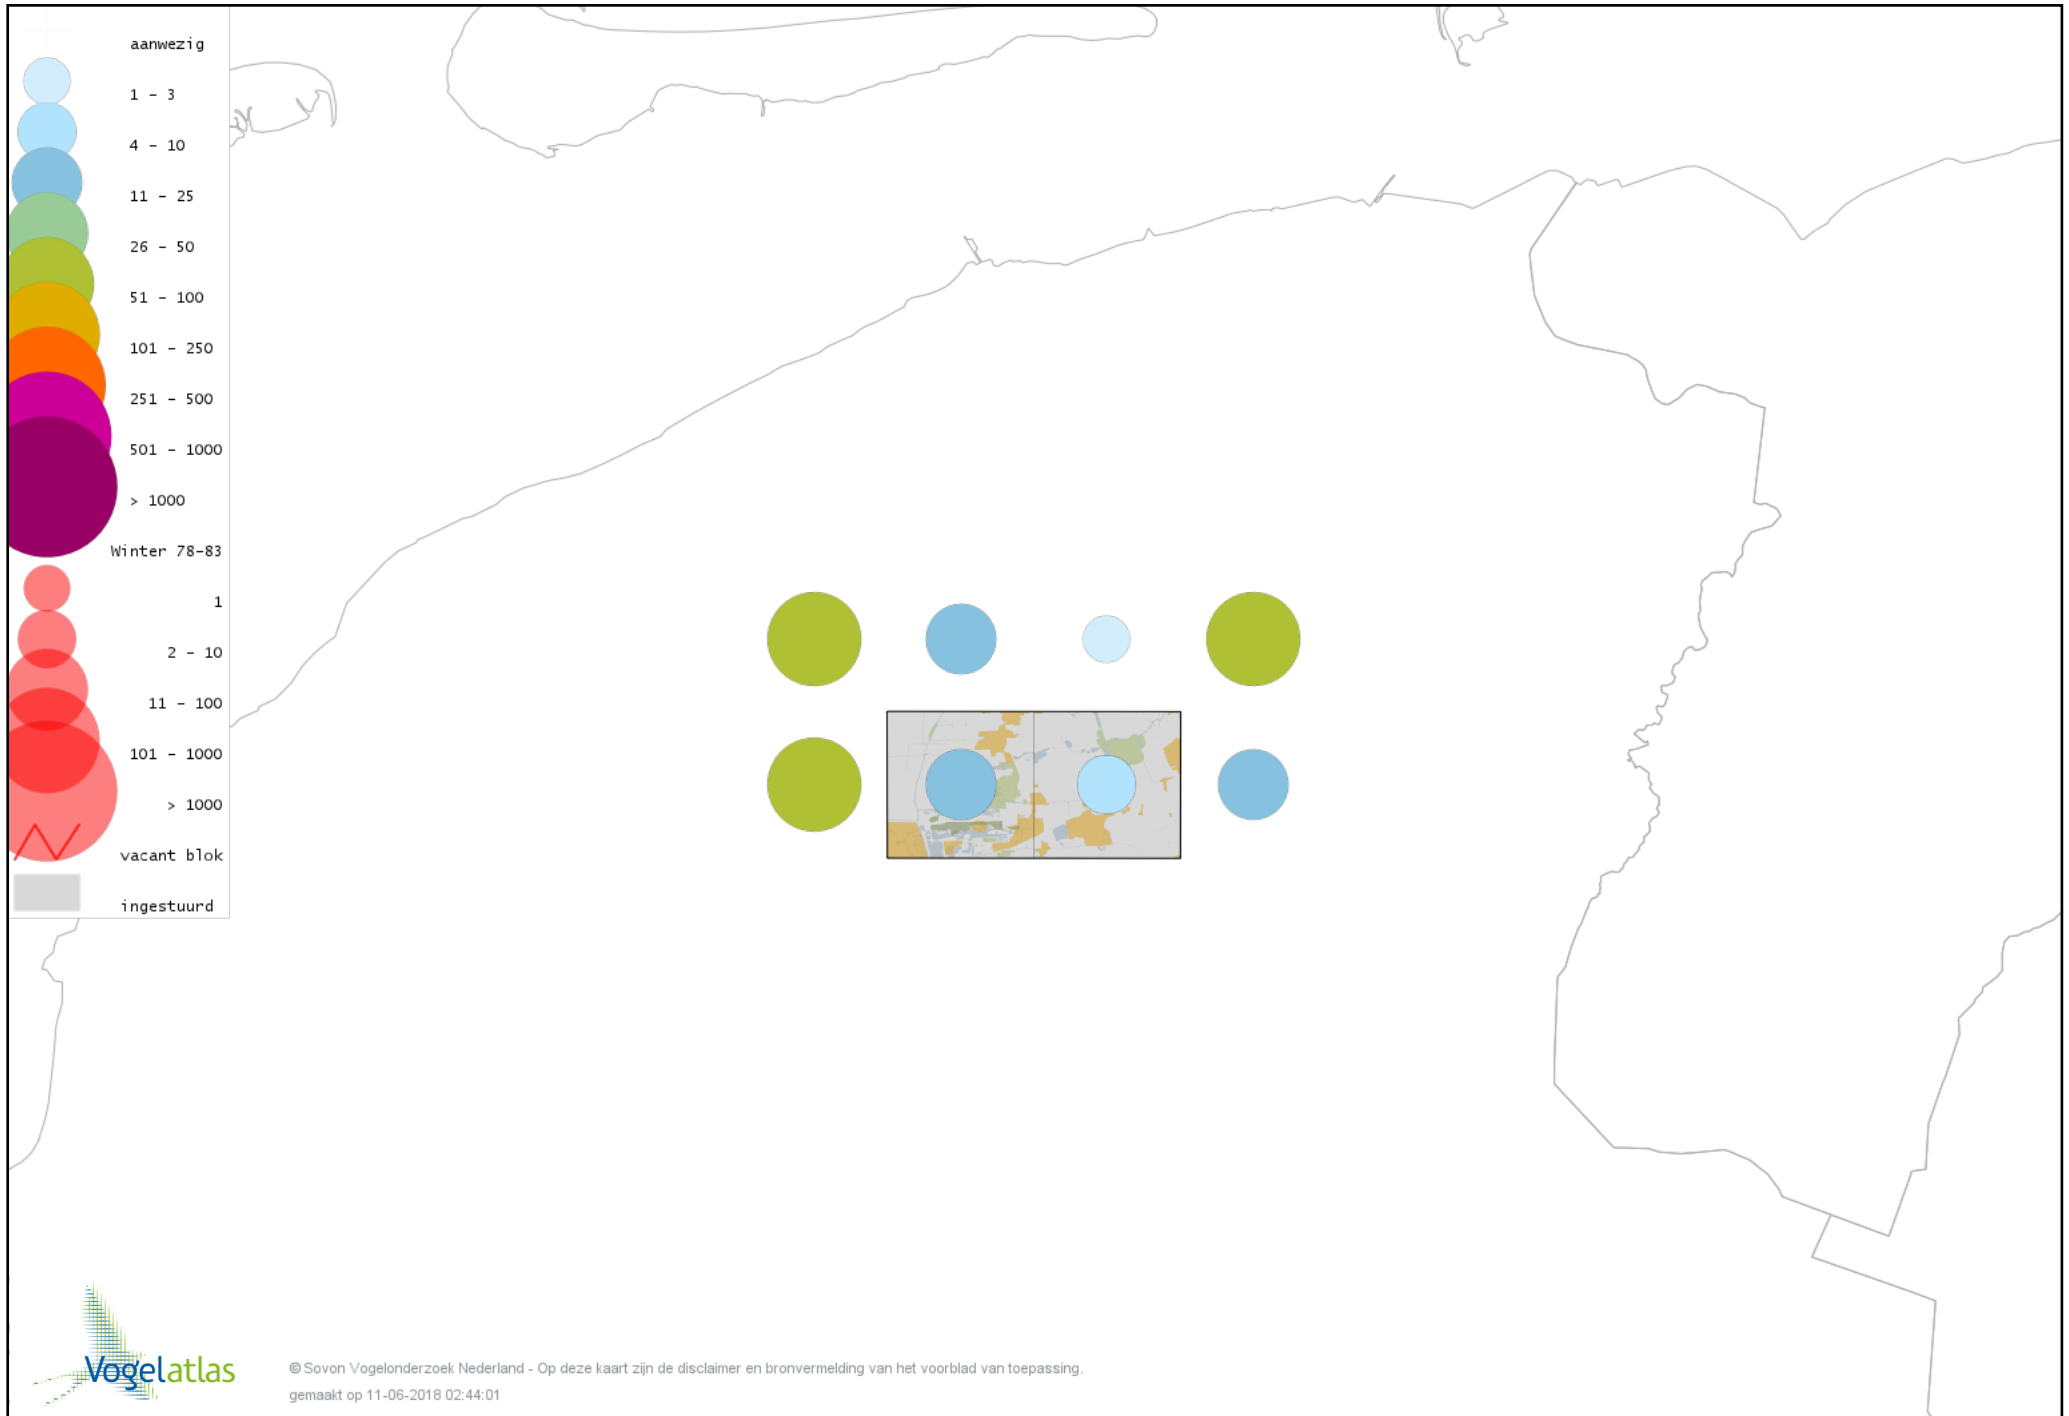 aanwezig
1 - 3
4 - 10
11 - 25
26 - 50
51 - 100
101 - 250
251 - 500
501 - 1000
> 1000
Winter 78-83
1
2 - 10
11 - 100
101 - 1000
> 1000
vacant blok
ingestuurd
Vogelatlas
© Sovon Vogelonderzoek Nederland - Op deze kaart zijn de disclaimer en bronvermelding van het voorblad van toepassing.
gemaakt op 11-06-2018 02:44:01